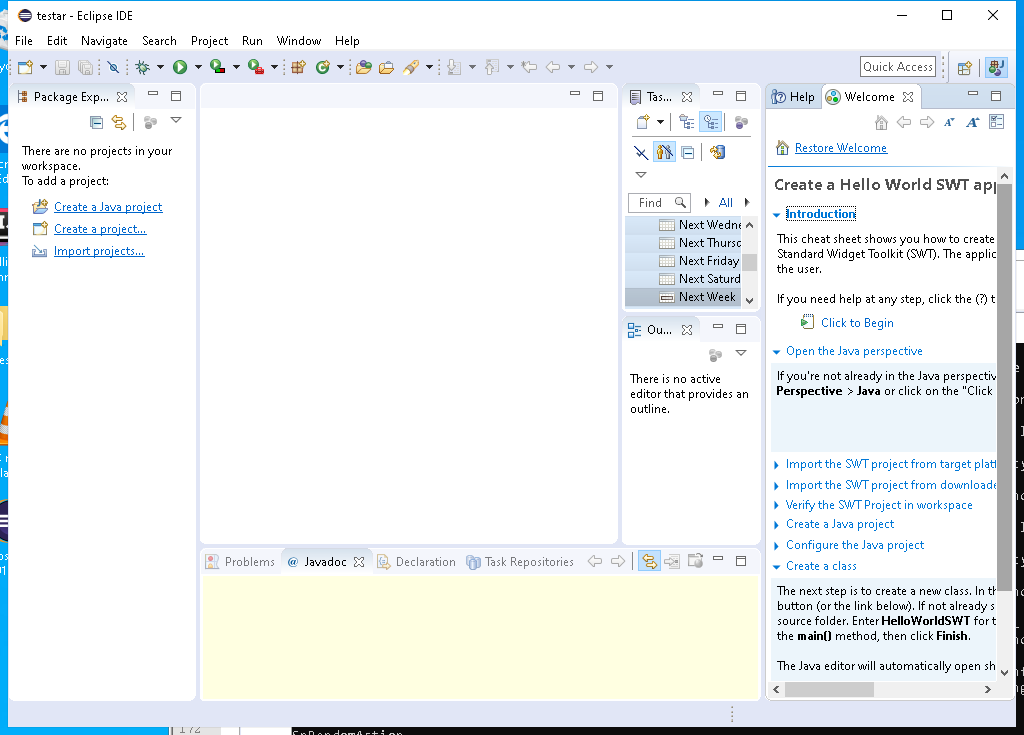 testar - Eclipse IDE
File Edit Navigate Search Project Run Window Help
Quick Access
Package Exp...
There are no projects in your
workspace.
To add a project:
Create a Java project
Create a project...
Import projects...
Tas...
Find
All
Next Wedne
Next Thursd
Next Friday
Next Saturd
Next Week
Ou...
There is no active
editor that provides an
outline.
Help Welcome
Restore Welcome
Create a Hello World SWT app
Introduction
This cheat sheet shows you how to create
Standard Widget Toolkit (SWT). The applic
the user.
If you need help at any step, click the (?) t
Click to Begin
Open the Java perspective
If you're not already in the Java perspectiv
Perspective > Java or click on the "Click
Import the SWT project from target platf
Import the SWT project from downloade
Verify the SWT Project in workspace
Create a Java project
Configure the Java project
Create a class
The next step is to create a new class. In th
button (or the link below). If not already s
source folder. Enter HelloWorldSWT for t
the main() method, then click Finish.
The Java editor will automatically open sh
Problems @ Javadoc Declaration Task Repositories
172